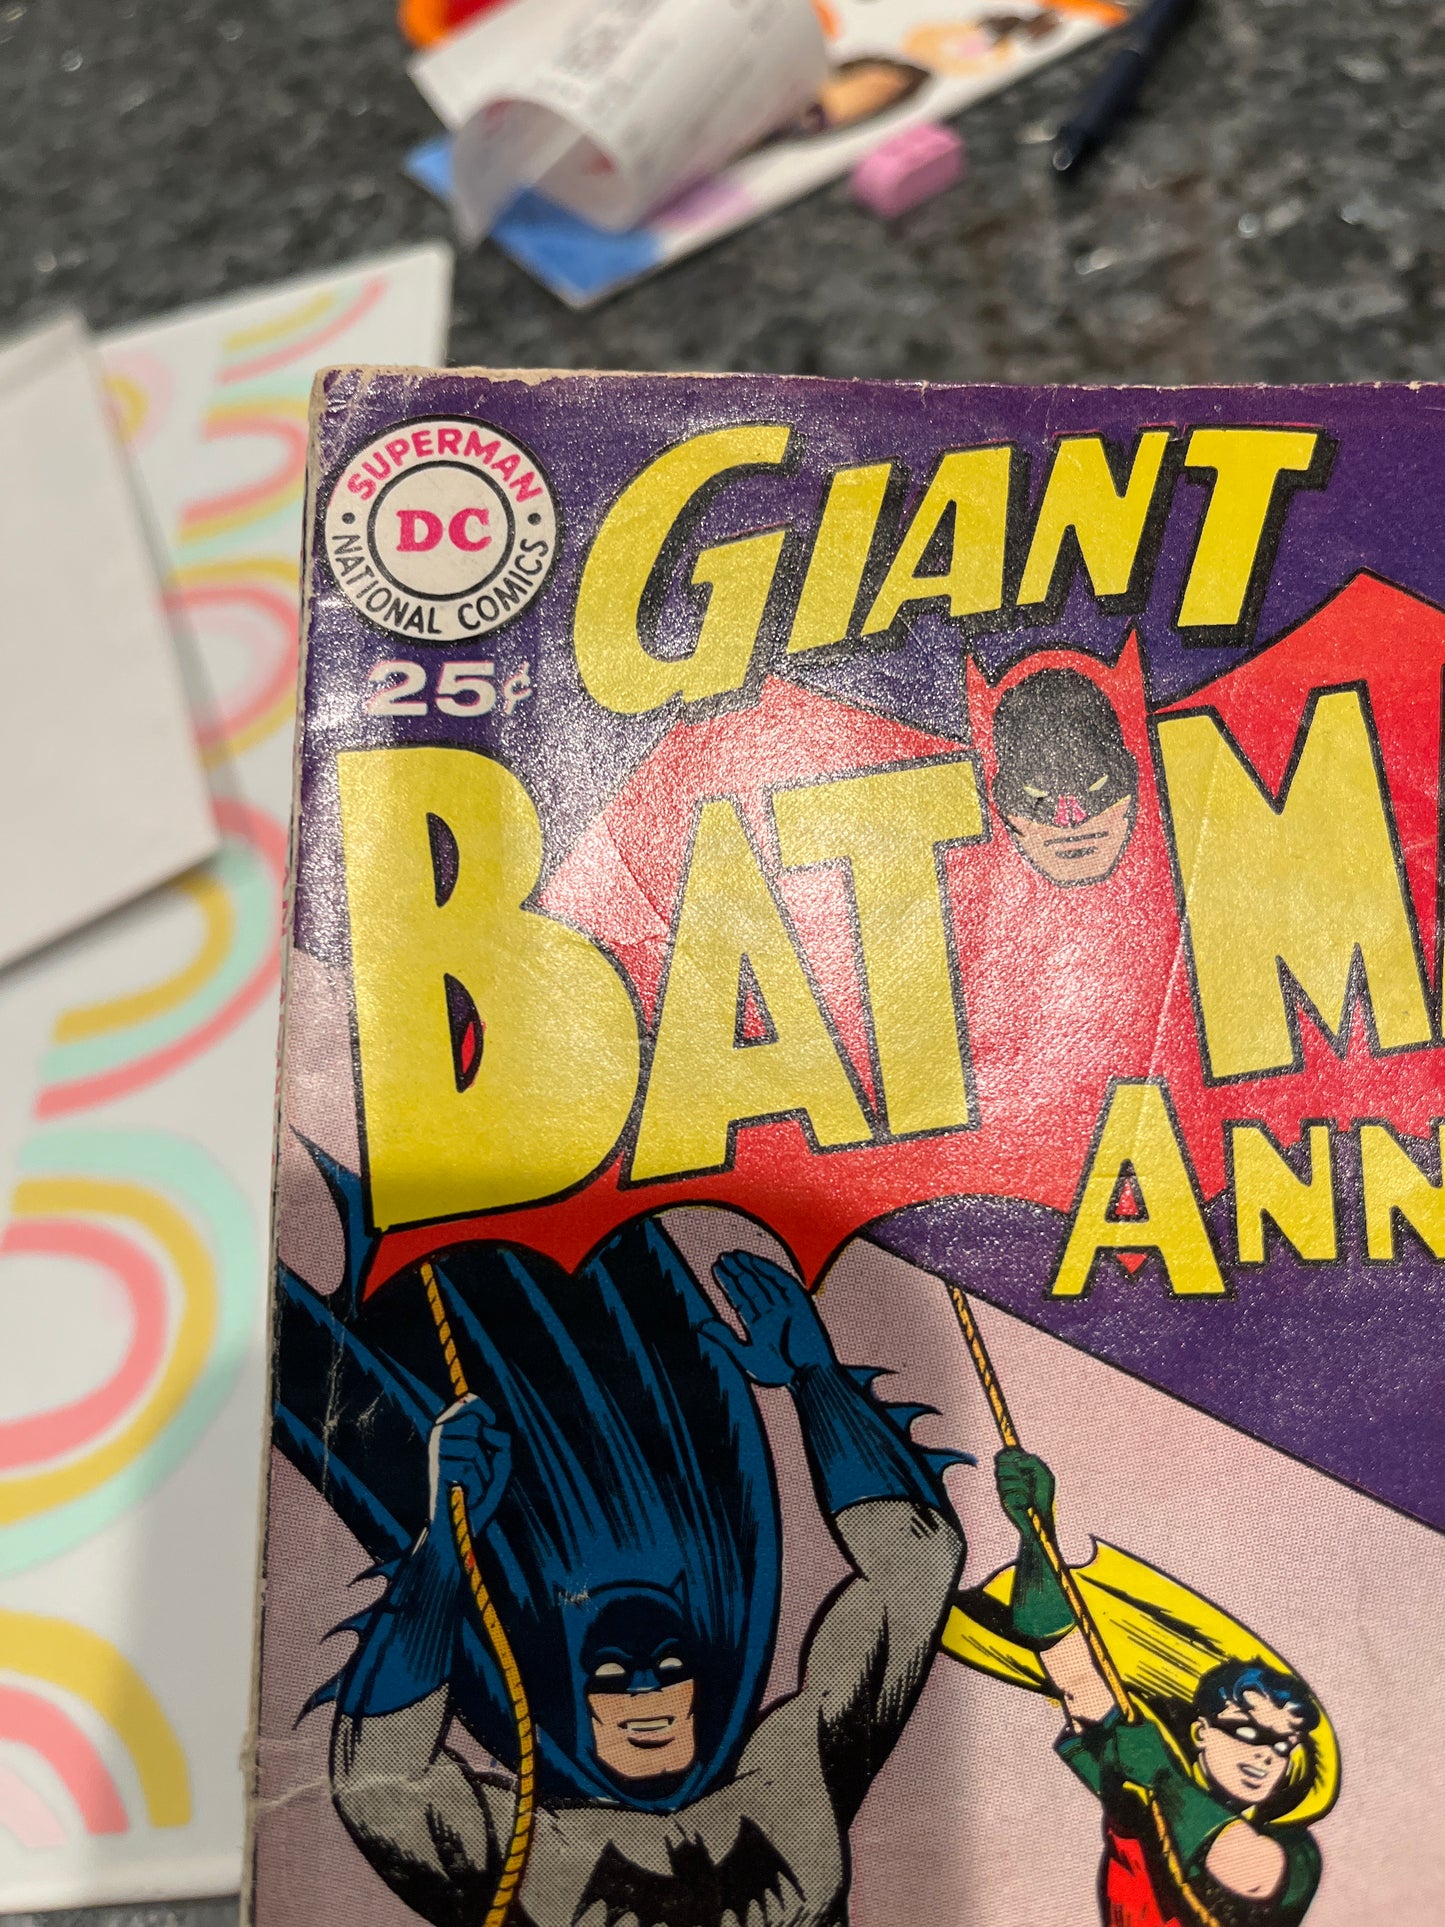 SUPERMAN
DC
NATIONAL COMICS
25¢
GIANT
BATM
ANN